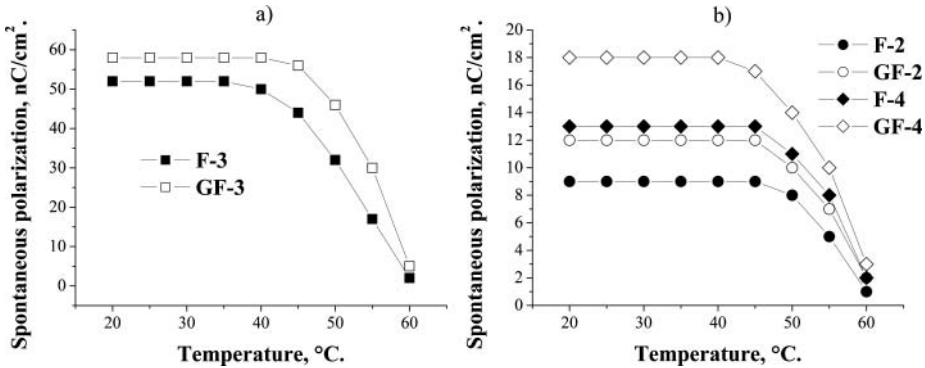 a)
Spontaneous polarization, nC/cm².
60
50
40
30
20
10
0
F-3
GF-3
20
30
40
50
60
Temperature, °C.
b)
Spontaneous polarization, nC/cm².
20
18
16
14
12
10
8
6
4
2
0
F-2
GF-2
F-4
GF-4
20
30
40
50
60
Temperature, °C.